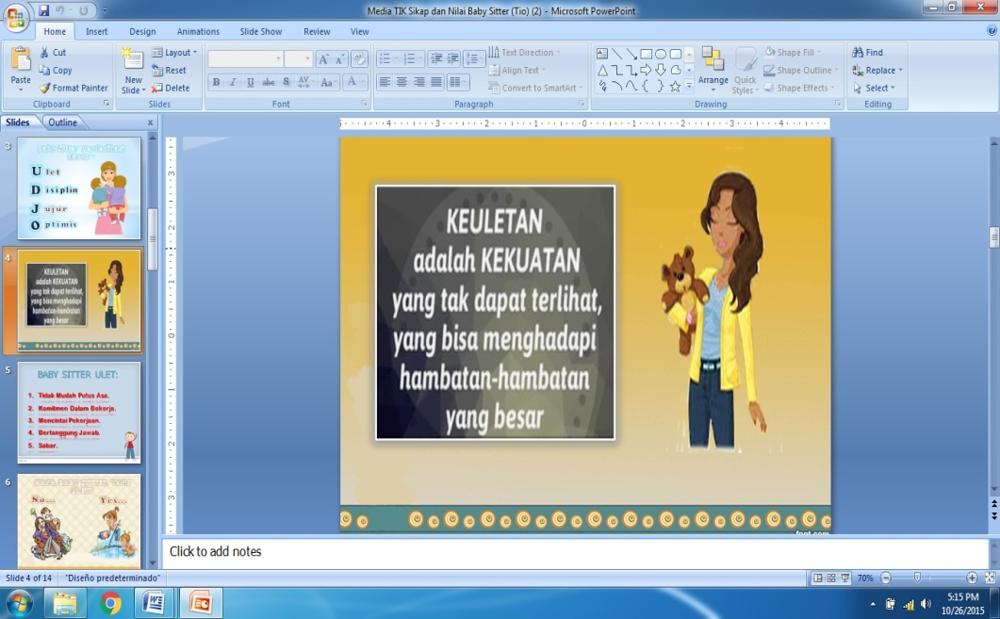 Media TIK Sikap dan Nilai Baby Sitter (Tio) (2) - Microsoft PowerPoint
Home Insert Design Animations Slide Show Review View
Paste
Cut
Copy
Format Painter
Clipboard
New Slide
Layout
Reset
Delete
Slides
Font
Paragraph
Text Direction
Align Text
Convert to SmartArt
Arrange
Quick Styles
Shape Fill
Shape Outline
Shape Effects
Drawing
Find
Replace
Select
Editing
Slides Outline
3
U let
D isiplin
J ujur
O ptimis
4
KEULETAN
adalah KEKUATAN
yang tak dapat terlihat,
yang bisa menghadapi
hambatan-hambatan
yang besar
5
BABY SITTER ULET:
1. Tidak Mudah Putus Asa.
2. Komitmen Dalam Bekerja.
3. Mencintai Pekerjaan.
4. Bertanggung Jawab
5. Sabar.
6
No...
Yes...
KEULETAN
adalah KEKUATAN
yang tak dapat terlihat,
yang bisa menghadapi
hambatan-hambatan
yang besar
Click to add notes
Slide 4 of 14 "Diseño predeterminado" 70%
5:15 PM
10/26/2015